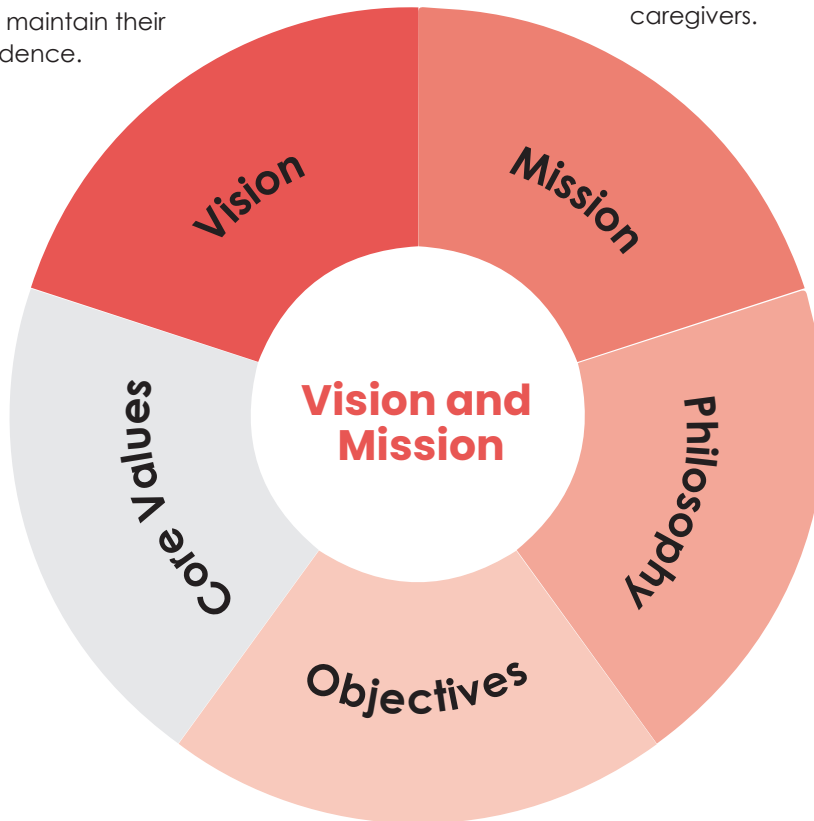 maintain their
dence.
caregivers.
Vision
Mission
Philosophy
Objectives
Core Values
Vision and
Mission